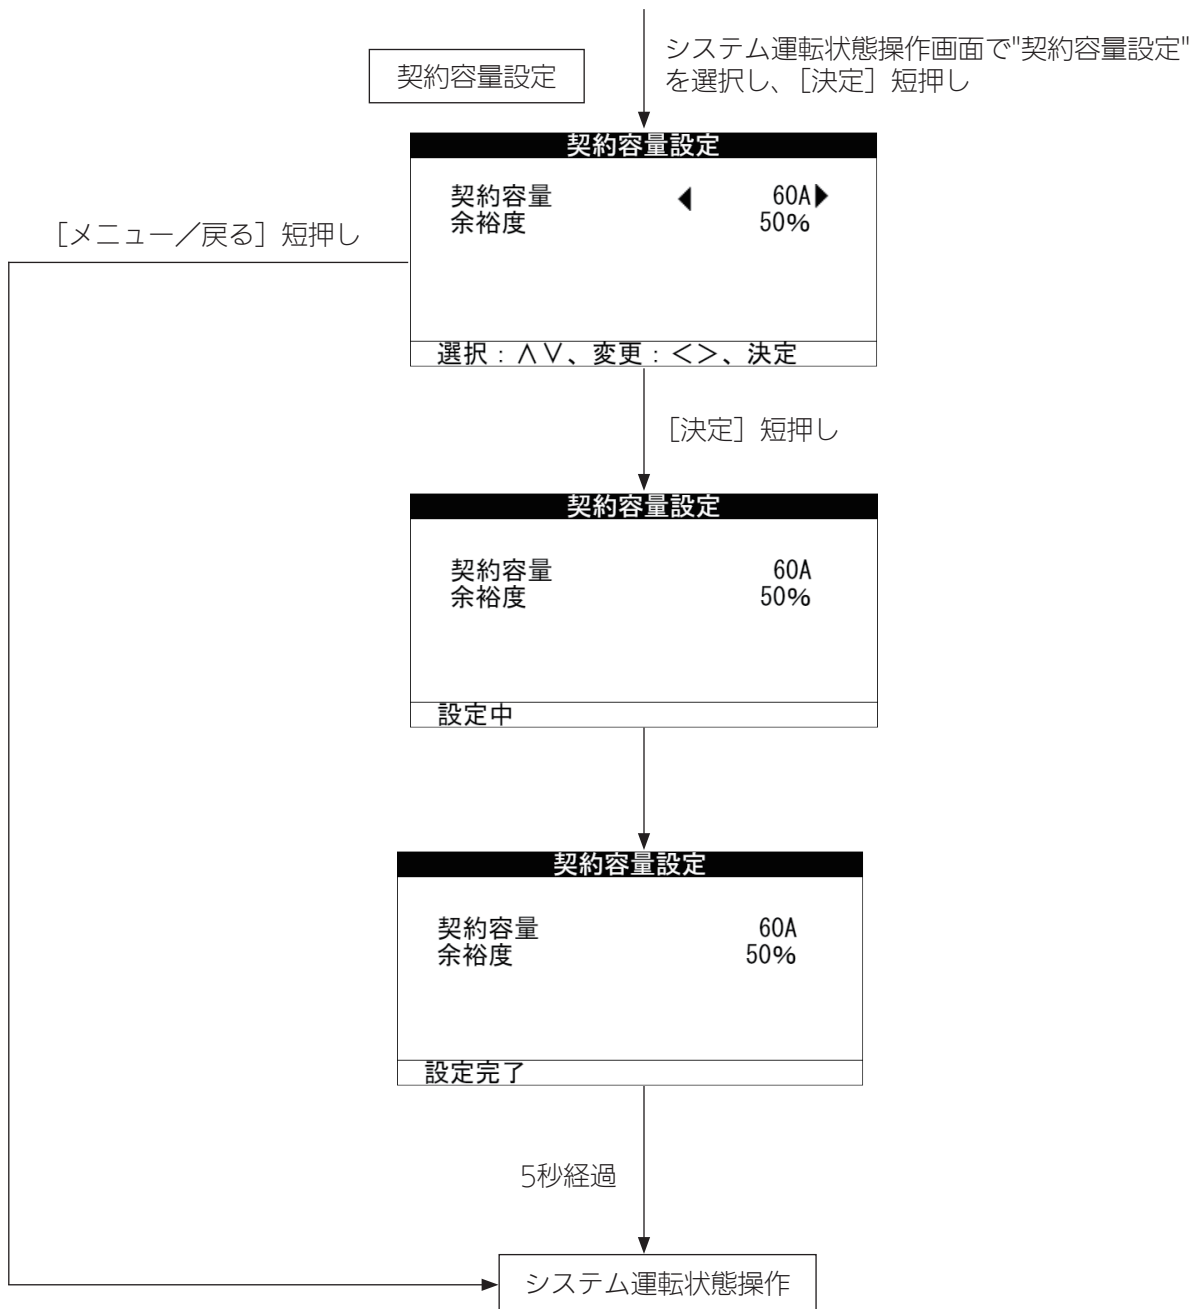 契約容量設定
システム運転状態操作画面で"契約容量設定"
を選択し、［決定］短押し
契約容量設定
契約容量 ◀ 60A▶
余裕度 50%
選択：∧∨、変更：＜＞、決定
［メニュー／戻る］短押し
［決定］短押し
契約容量設定
契約容量 60A
余裕度 50%
設定中
契約容量設定
契約容量 60A
余裕度 50%
設定完了
5秒経過
システム運転状態操作